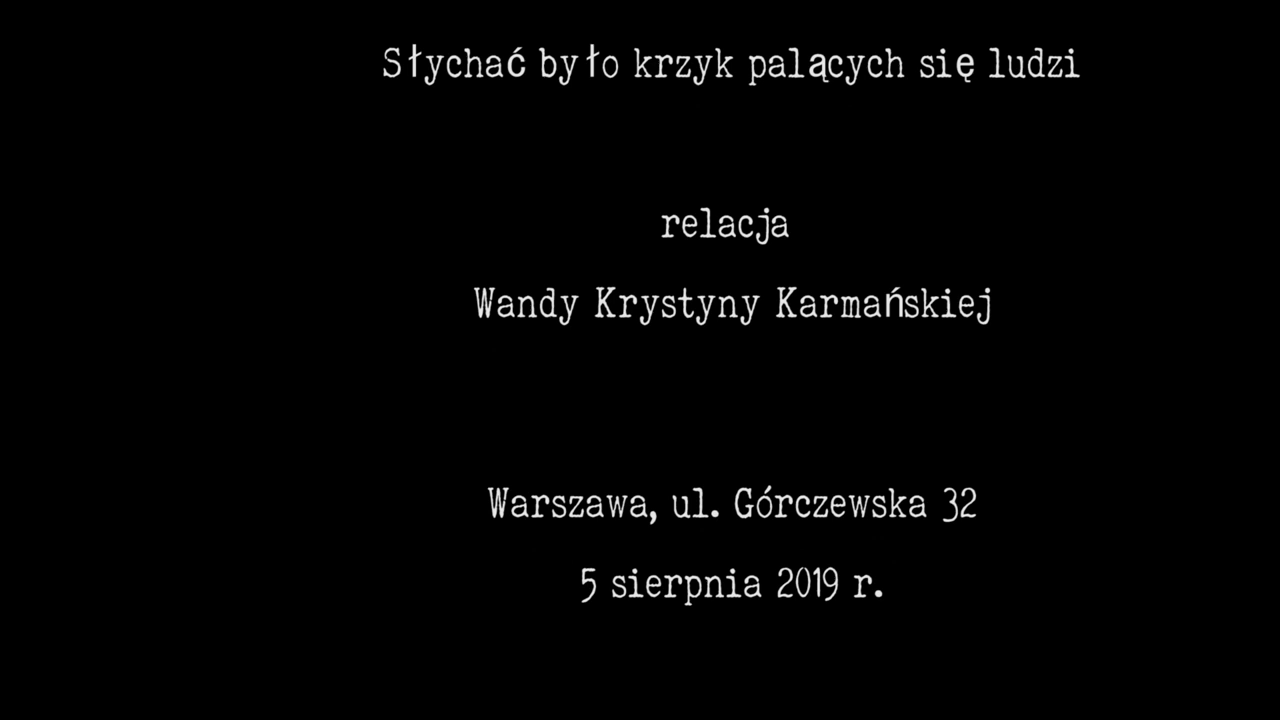 Słychać było krzyk palących się ludzi
relacja
Wandy Krystyny Karmańskiej
Warszawa, ul. Górczewska 32
5 sierpnia 2019 r.